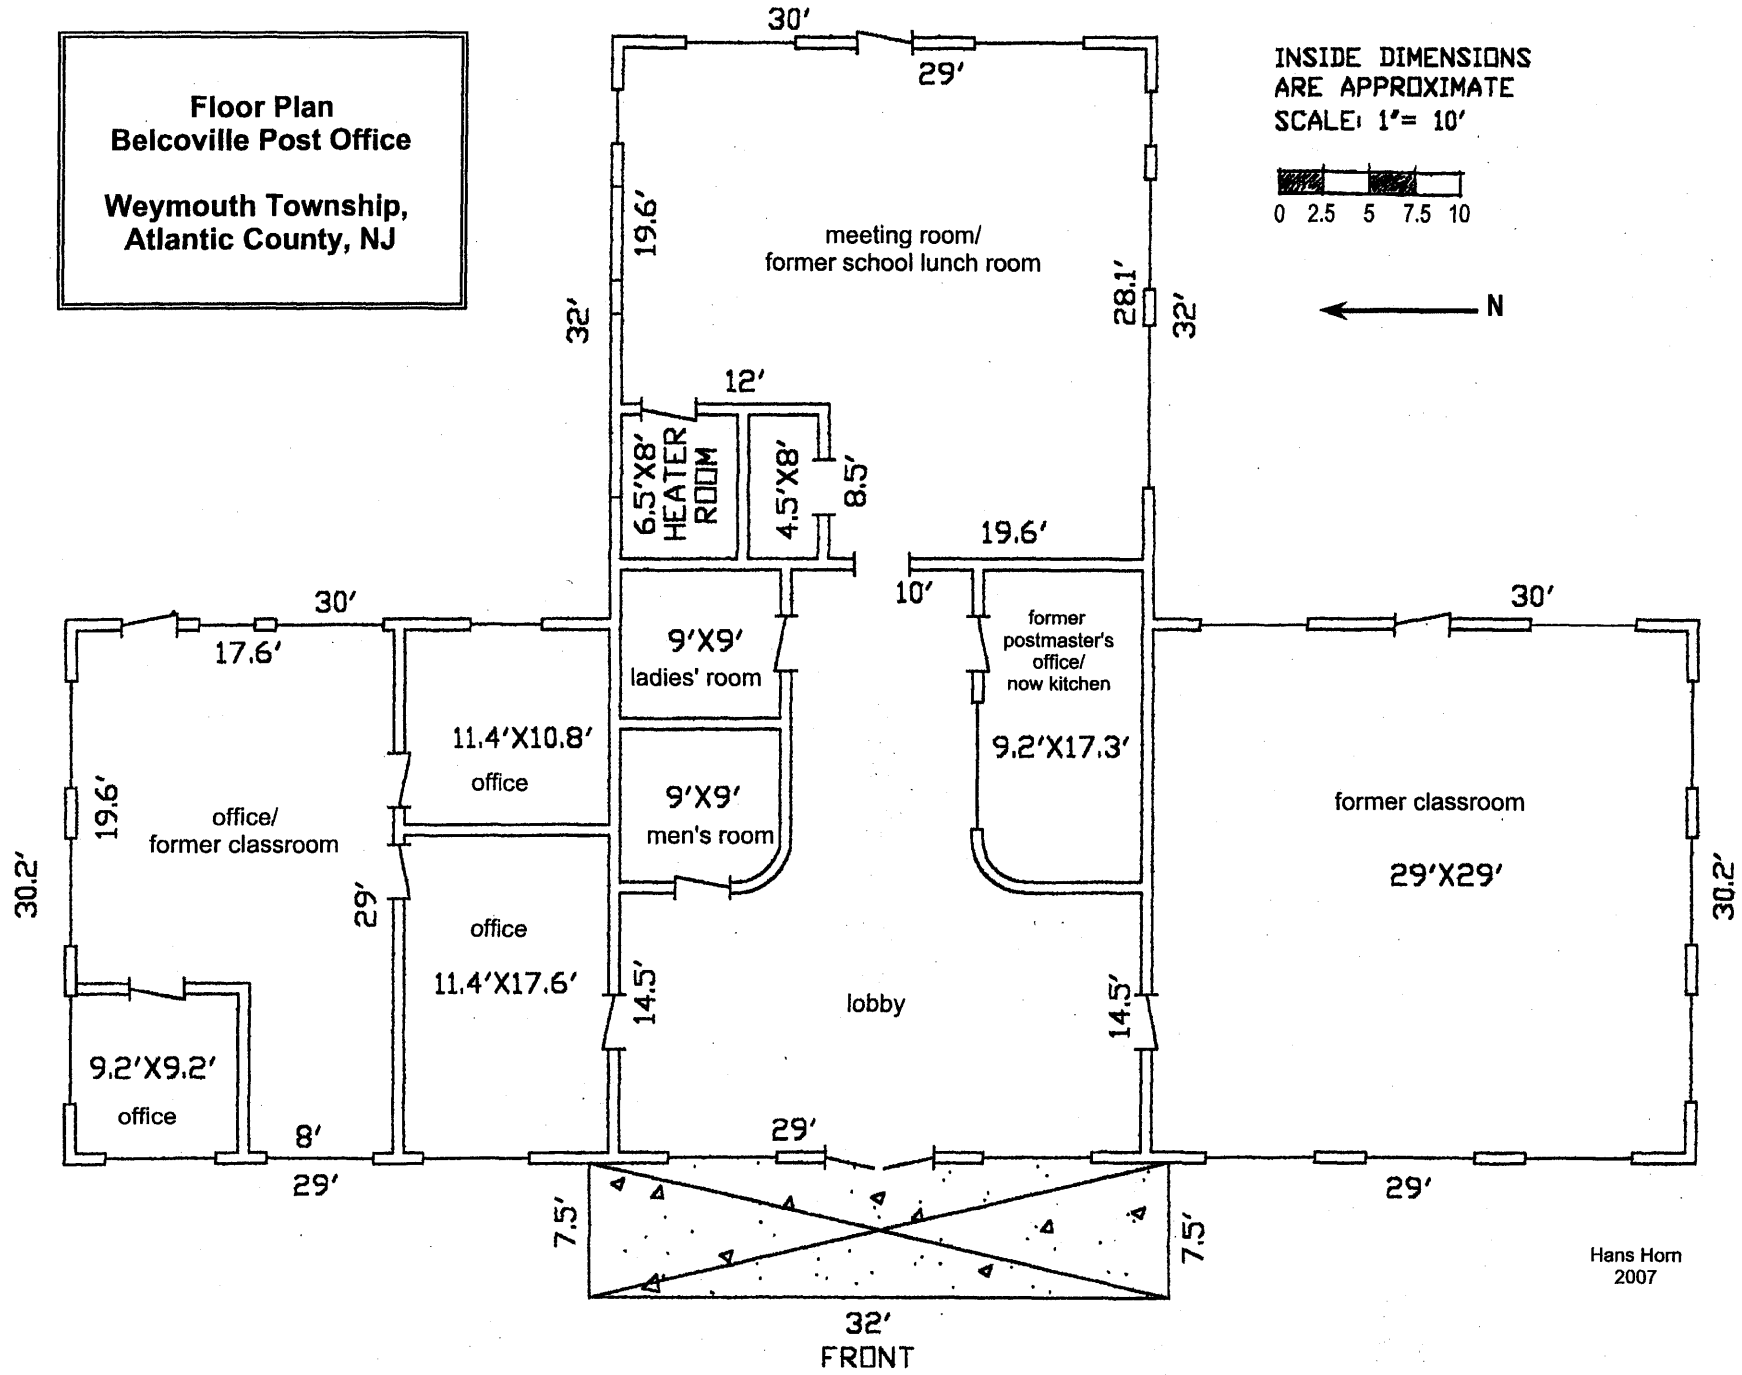 Floor Plan
Belcoville Post Office
Weymouth Township,
Atlantic County, NJ
30'
29'
INSIDE DIMENSIONS
ARE APPROXIMATE
SCALE: 1"= 10'
0 2.5 5 7.5 10
N
19.6'
32'
meeting room/
former school lunch room
28.1'
32'
12'
6.5'X8'
HEATER
ROOM
4.5'X8'
8.5'
19.6'
10'
30'
17.6'
9'X9'
ladies' room
former
postmaster's
office/
now kitchen
9.2'X17.3'
30'
11.4'X10.8'
office
9'X9'
men's room
19.6'
office/
former classroom
30.2'
29'
former classroom
29'X29'
30.2'
office
11.4'X17.6'
14.5'
lobby
14.5'
9.2'X9.2'
office
8'
29'
29'
29'
7.5'
7.5'
32'
FRONT
Hans Horn
2007